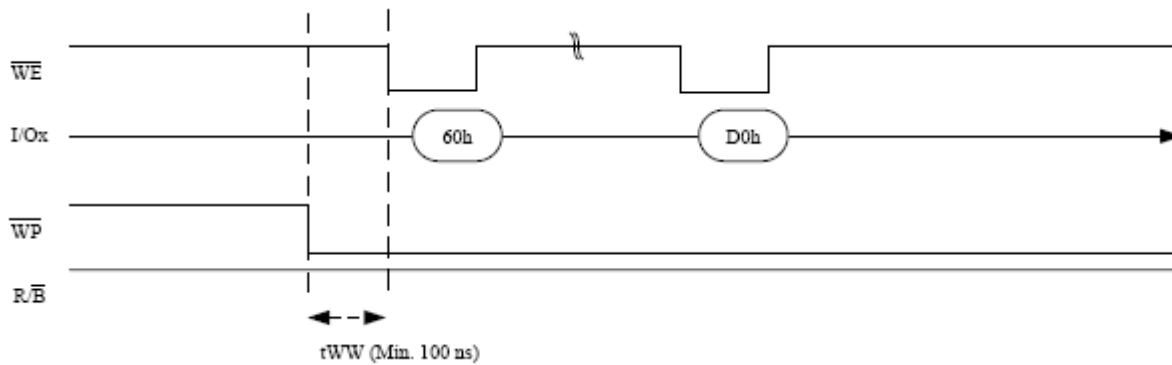 WE
I/Ox
60h
D0h
WP
R/B
tWW (Min. 100 ns)